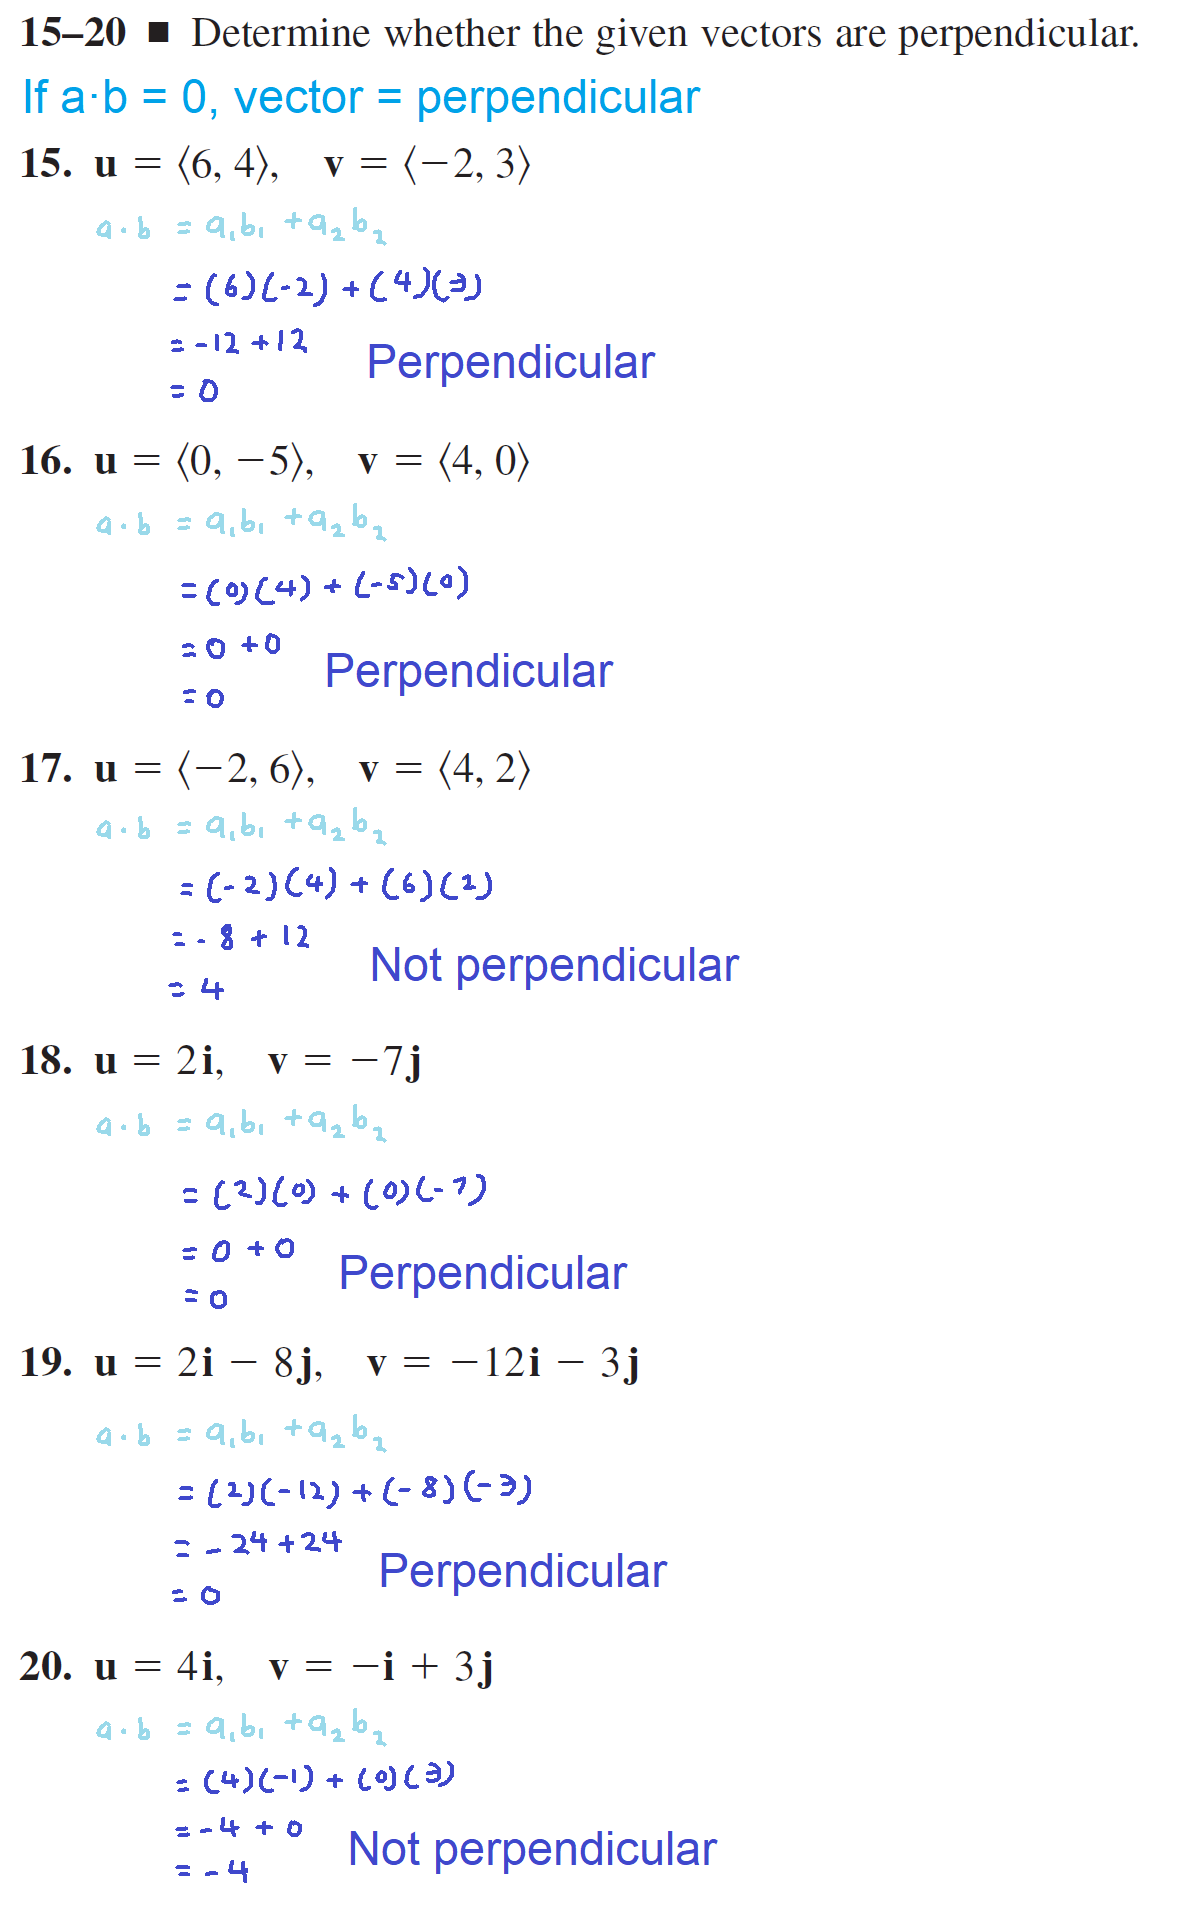 15–20 ■ Determine whether the given vectors are perpendicular.
If a·b = 0, vector = perpendicular
15. u = ⟨6, 4⟩, v = ⟨−2, 3⟩
a·b = a₁b₁ + a₂b₂
= (6)(-2) + (4)(3)
= -12 + 12
Perpendicular
= 0
16. u = ⟨0, −5⟩, v = ⟨4, 0⟩
a·b = a₁b₁ + a₂b₂
= (0)(4) + (-5)(0)
= 0 + 0
Perpendicular
= 0
17. u = ⟨−2, 6⟩, v = ⟨4, 2⟩
a·b = a₁b₁ + a₂b₂
= (-2)(4) + (6)(2)
= -8 + 12
Not perpendicular
= 4
18. u = 2i, v = −7j
a·b = a₁b₁ + a₂b₂
= (2)(0) + (0)(-7)
= 0 + 0
Perpendicular
= 0
19. u = 2i − 8j, v = −12i − 3j
a·b = a₁b₁ + a₂b₂
= (2)(-12) + (-8)(-3)
= -24 + 24
Perpendicular
= 0
20. u = 4i, v = −i + 3j
a·b = a₁b₁ + a₂b₂
= (4)(-1) + (0)(3)
= -4 + 0
Not perpendicular
= -4